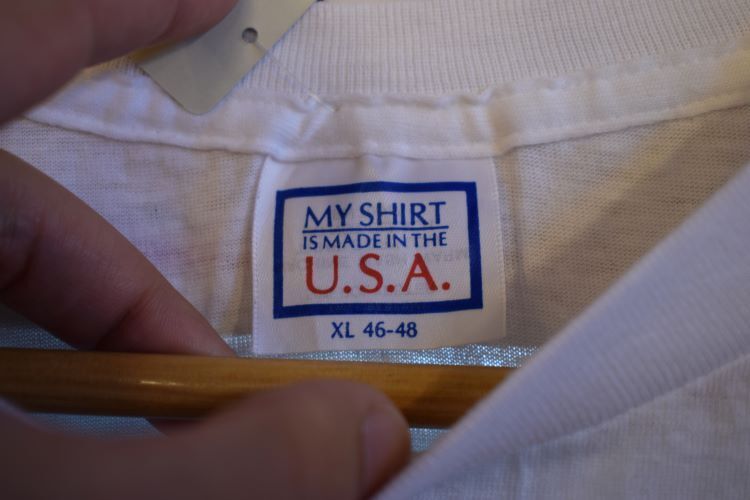 MY SHIRT
IS MADE IN THE
U.S.A.
XL 46-48